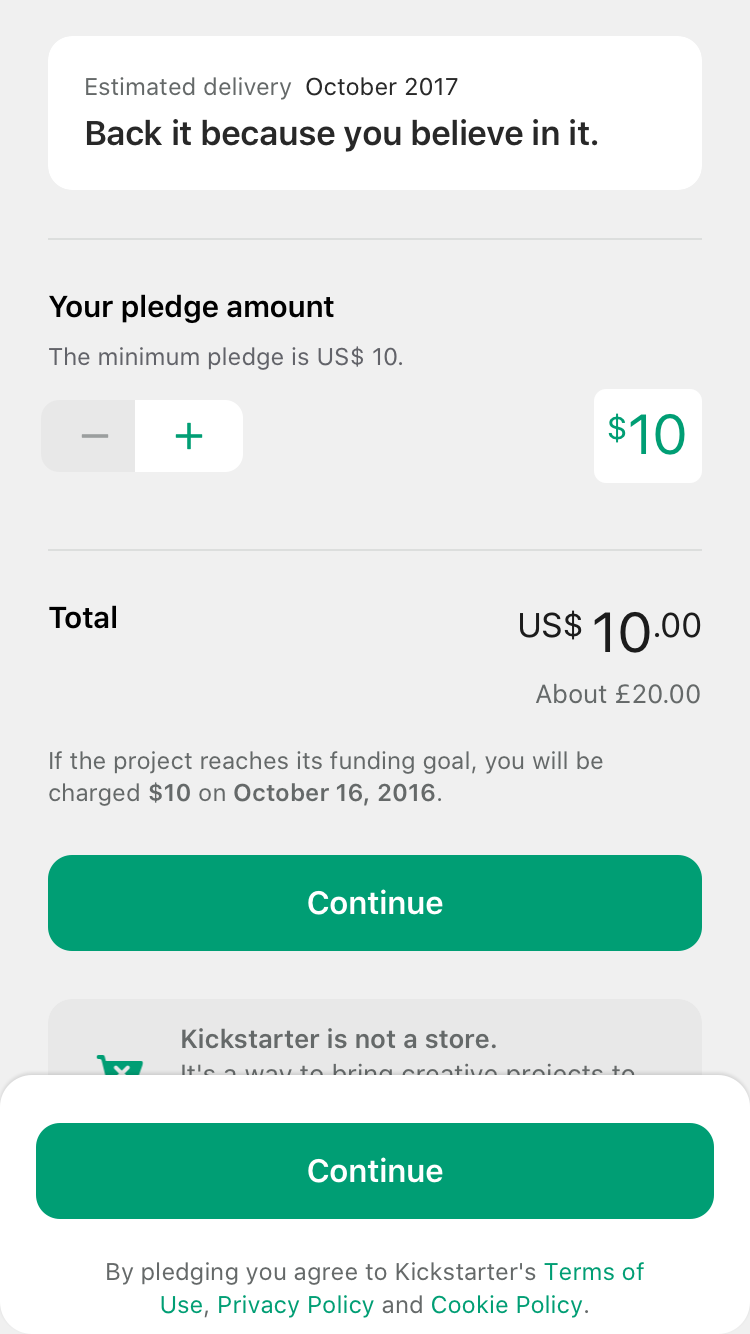 Estimated delivery October 2017
Back it because you believe in it.
Your pledge amount
The minimum pledge is US$ 10.
$10
Total
US$ 10.00
About £20.00
If the project reaches its funding goal, you will be
charged $10 on October 16, 2016.
Continue
Kickstarter is not a store.
It's a way to bring creative projects to
Continue
By pledging you agree to Kickstarter's Terms of
Use, Privacy Policy and Cookie Policy.